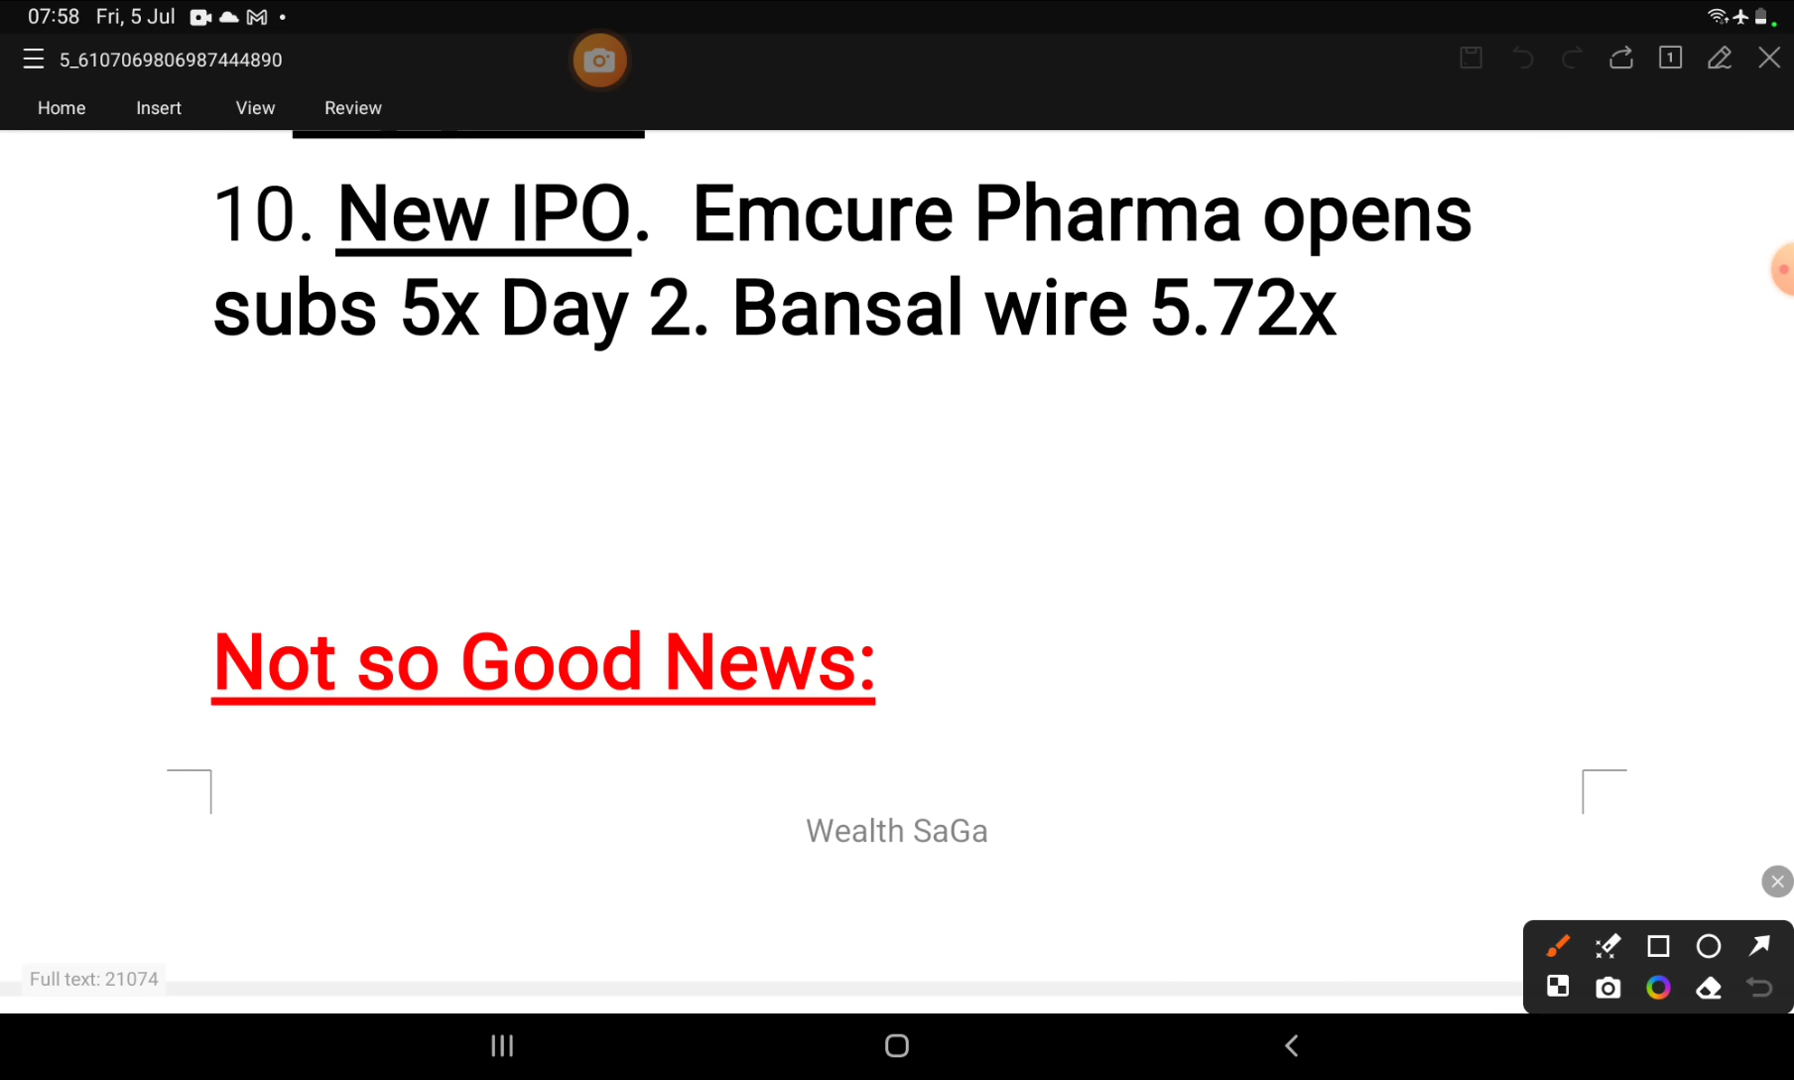 07:58 Fri, 5 Jul
5_6107069806987444890
1
Home Insert View Review
10. New IPO. Emcure Pharma opens
subs 5x Day 2. Bansal wire 5.72x
Not so Good News:
Wealth SaGa
Full text: 21074